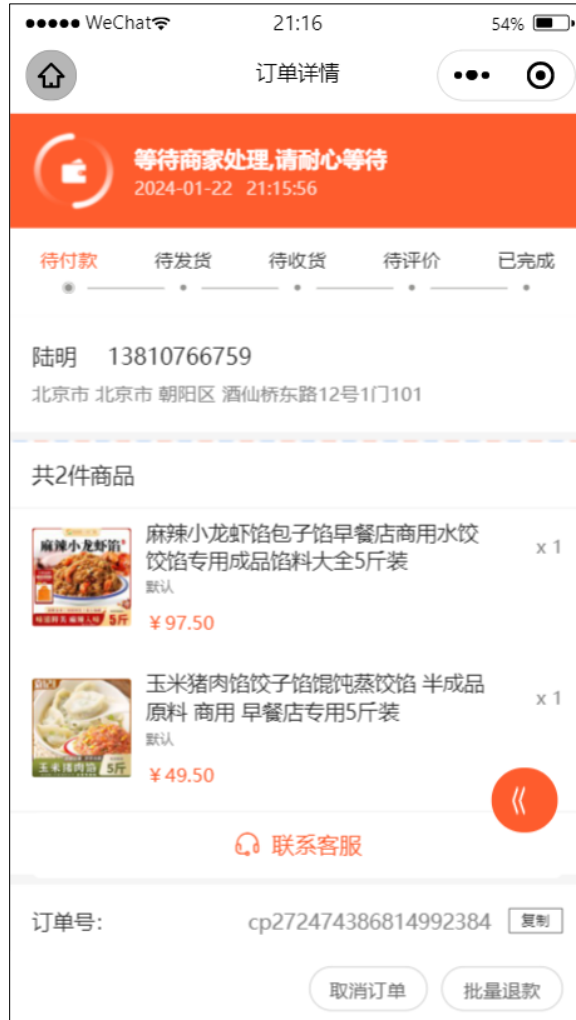 WeChat
21:16
54%
订单详情
等待商家处理,请耐心等待
2024-01-22 21:15:56
待付款
待发货
待收货
待评价
已完成
陆明 13810766759
北京市 北京市 朝阳区 酒仙桥东路12号1门101
共2件商品
麻辣小龙虾馅
5斤
麻辣小龙虾馅包子馅早餐店商用水饺
饺馅专用成品馅料大全5斤装
x 1
默认
￥97.50
玉米猪肉馅
5斤
玉米猪肉馅饺子馅馄饨蒸饺馅 半成品
原料 商用 早餐店专用5斤装
x 1
默认
￥49.50
联系客服
订单号:
cp272474386814992384
复制
取消订单
批量退款